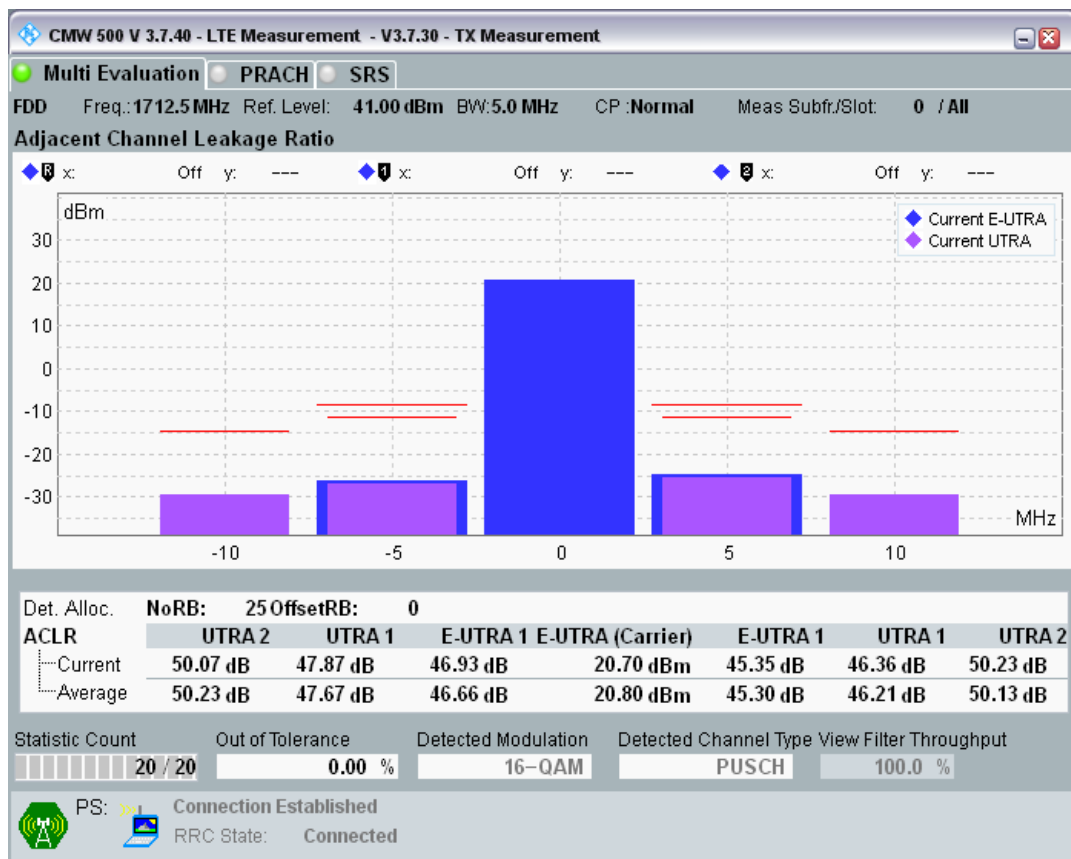 CMW 500 V 3.7.40 - LTE Measurement - V3.7.30 - TX Measurement
Multi Evaluation PRACH SRS
FDD Freq.: 1712.5 MHz Ref. Level: 41.00 dBm BW: 5.0 MHz CP : Normal Meas Subfr./Slot: 0 / All
Adjacent Channel Leakage Ratio
R x: Off y: --- 1 x: Off y: --- 2 x: Off y: ---
dBm
Current E-UTRA
Current UTRA
30
20
10
0
-10
-20
-30
MHz
-10 -5 0 5 10
Det. Alloc. NoRB: 25 OffsetRB: 0
ACLR UTRA 2 UTRA 1 E-UTRA 1 E-UTRA (Carrier) E-UTRA 1 UTRA 1 UTRA 2
Current 50.07 dB 47.87 dB 46.93 dB 20.70 dBm 45.35 dB 46.36 dB 50.23 dB
Average 50.23 dB 47.67 dB 46.66 dB 20.80 dBm 45.30 dB 46.21 dB 50.13 dB
Statistic Count Out of Tolerance Detected Modulation Detected Channel Type View Filter Throughput
20 / 20 0.00 % 16-QAM PUSCH 100.0 %
PS: Connection Established
RRC State: Connected